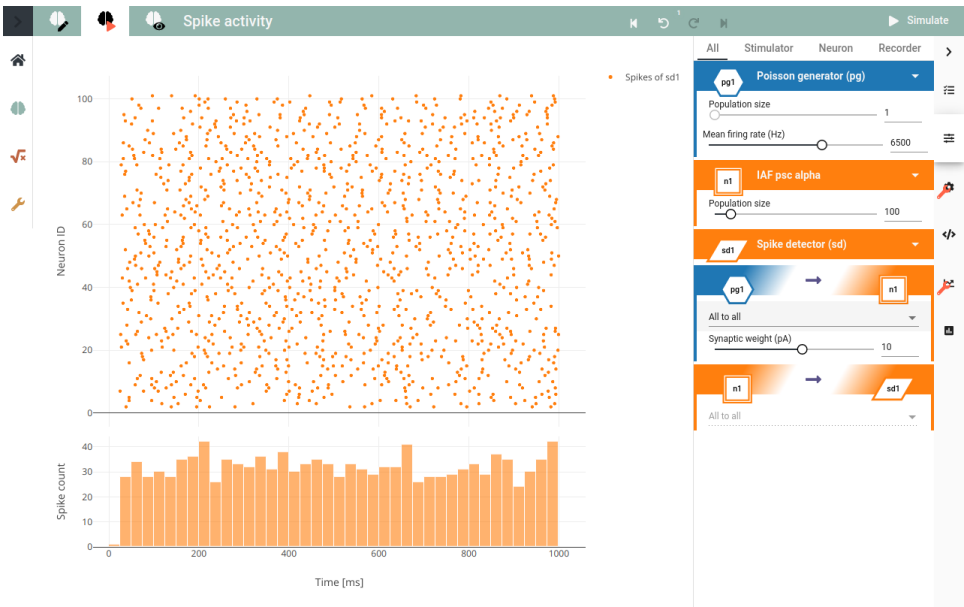 Spike activity
1
Simulate
All Stimulator Neuron Recorder
Spikes of sd1
pg1 Poisson generator (pg)
Population size
1
Mean firing rate (Hz)
6500
n1 IAF psc alpha
Population size
100
sd1 Spike detector (sd)
pg1 n1
All to all
Synaptic weight (pA)
10
n1 sd1
All to all
Neuron ID
100
80
60
40
20
0
Spike count
40
30
20
10
0
0 200 400 600 800 1000
Time [ms]